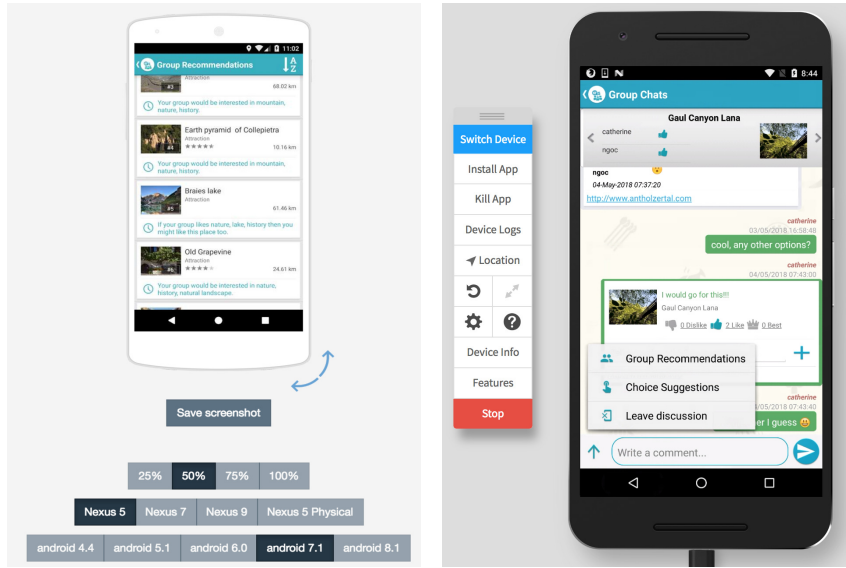 11:02
Group Recommendations
A
Z
#3
Attraction
68.02 km
Your group would be interested in mountain,
nature, history.
Earth pyramid of Collepietra
Attraction
#4
10.16 km
Your group would be interested in mountain,
nature, history.
Braies lake
Attraction
#5
61.46 km
If your group likes nature, lake, history then you
might like this place too.
Old Grapevine
Attraction
#6
24.61 km
Your group would be interested in nature,
history, natural landscape.
Save screenshot
25% 50% 75% 100%
Nexus 5 Nexus 7 Nexus 9 Nexus 5 Physical
android 4.4 android 5.1 android 6.0 android 7.1 android 8.1
Switch Device
Install App
Kill App
Device Logs
Location
Device Info
Features
Stop
8:44
Group Chats
Gaul Canyon Lana
catherine
ngoc
ngoc
04-May-2018 07:37:20
http://www.antholzertal.com
catherine
03/05/2018 16:58:48
cool, any other options?
catherine
04/05/2018 07:43:00
I would go for this!!!
Gaul Canyon Lana
0 Dislike 2 Like 0 Best
Group Recommendations
Choice Suggestions
Leave discussion
catherine
/05/2018 07:43:40
er I guess
Write a comment...